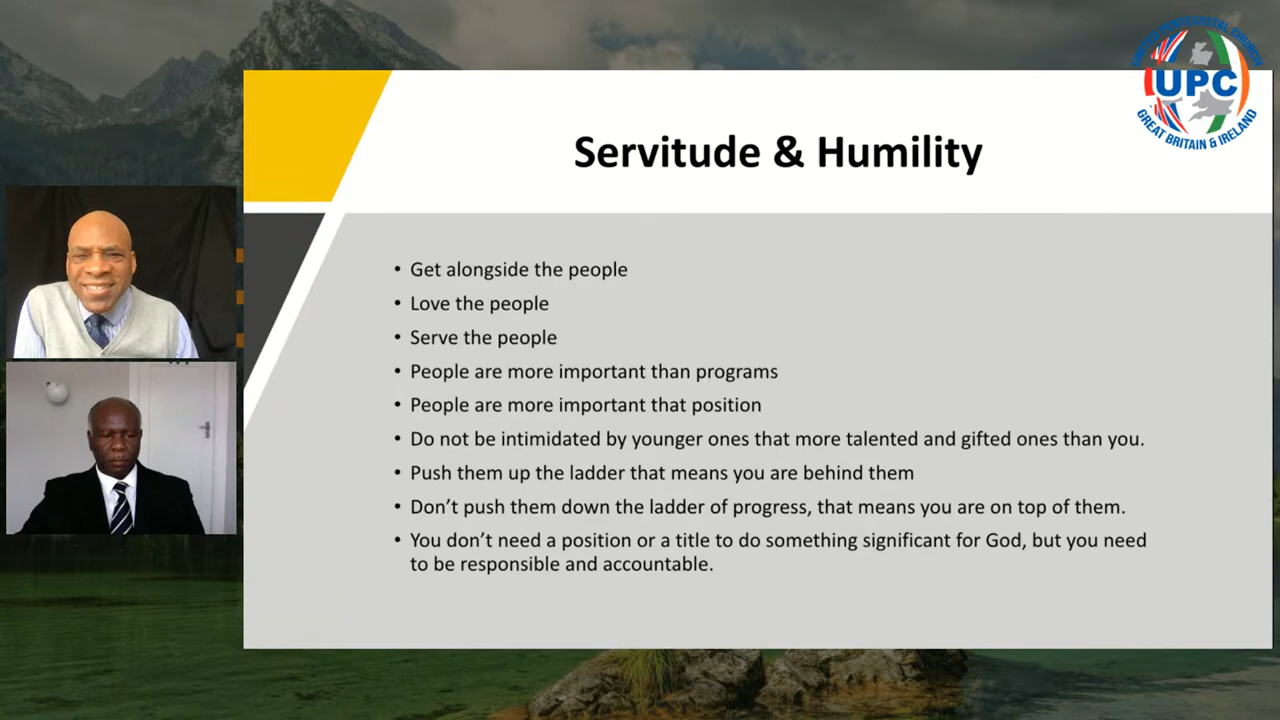 UNITED PENTECOSTAL CHURCH
UPC
GREAT BRITAIN & IRELAND
Servitude & Humility
• Get alongside the people
• Love the people
• Serve the people
• People are more important than programs
• People are more important that position
• Do not be intimidated by younger ones that more talented and gifted ones than you.
• Push them up the ladder that means you are behind them
• Don’t push them down the ladder of progress, that means you are on top of them.
• You don’t need a position or a title to do something significant for God, but you need
to be responsible and accountable.